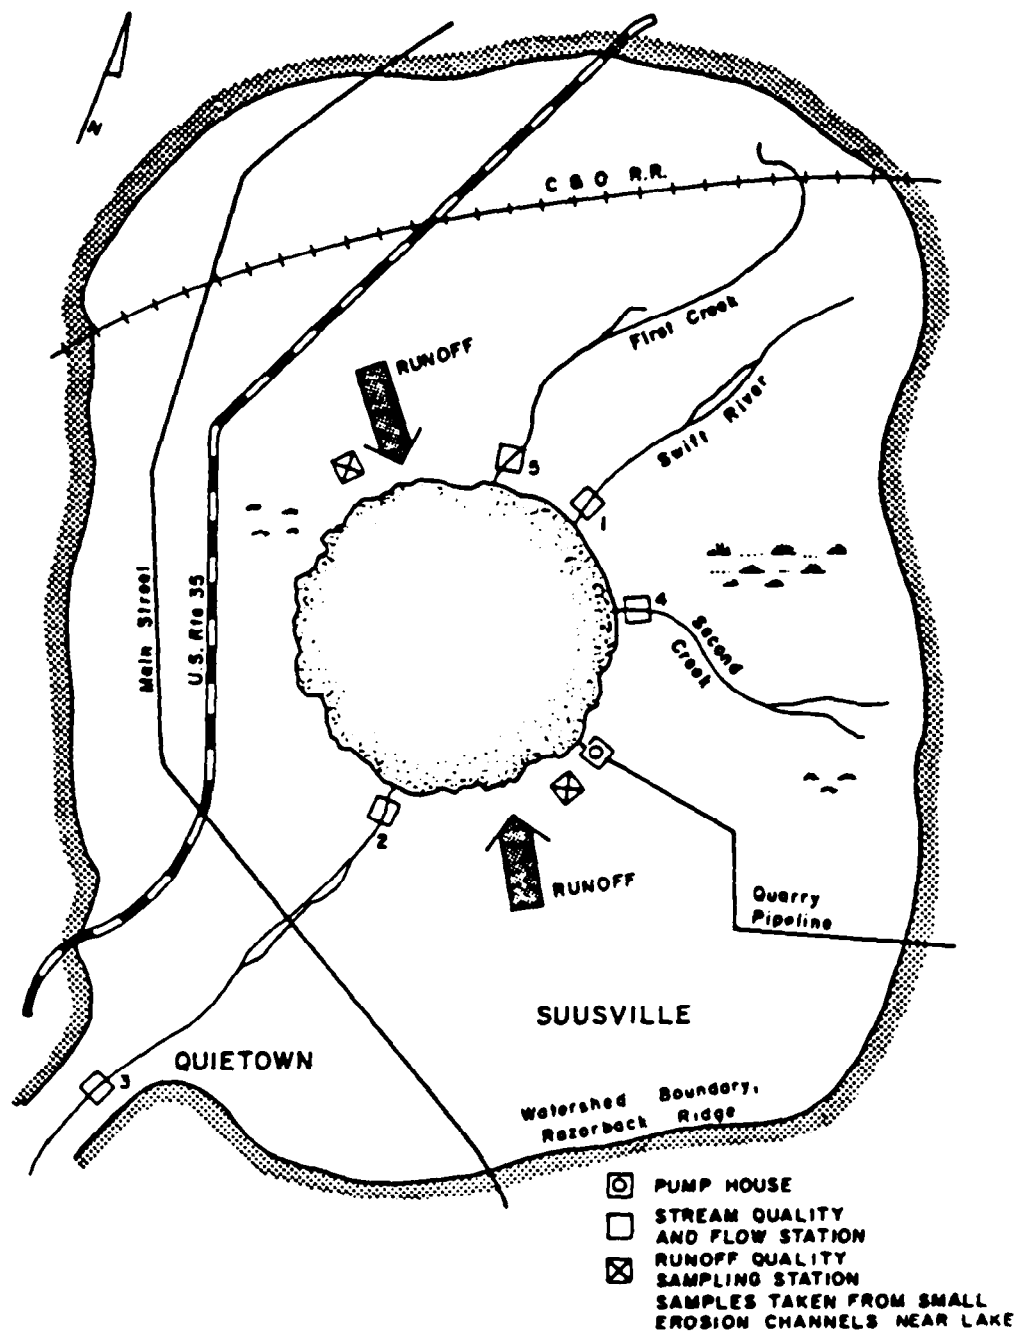 N
C & O R.R.
First Creek
RUNOFF
Swift River
5
1
Main Street
U.S. Rte 35
4
Second
Creek
2
RUNOFF
Quarry
Pipeline
SUUSVILLE
QUIETOWN
3
Watershed Boundary,
Razorback Ridge
PUMP HOUSE
STREAM QUALITY
AND FLOW STATION
RUNOFF QUALITY
SAMPLING STATION
SAMPLES TAKEN FROM SMALL
EROSION CHANNELS NEAR LAKE